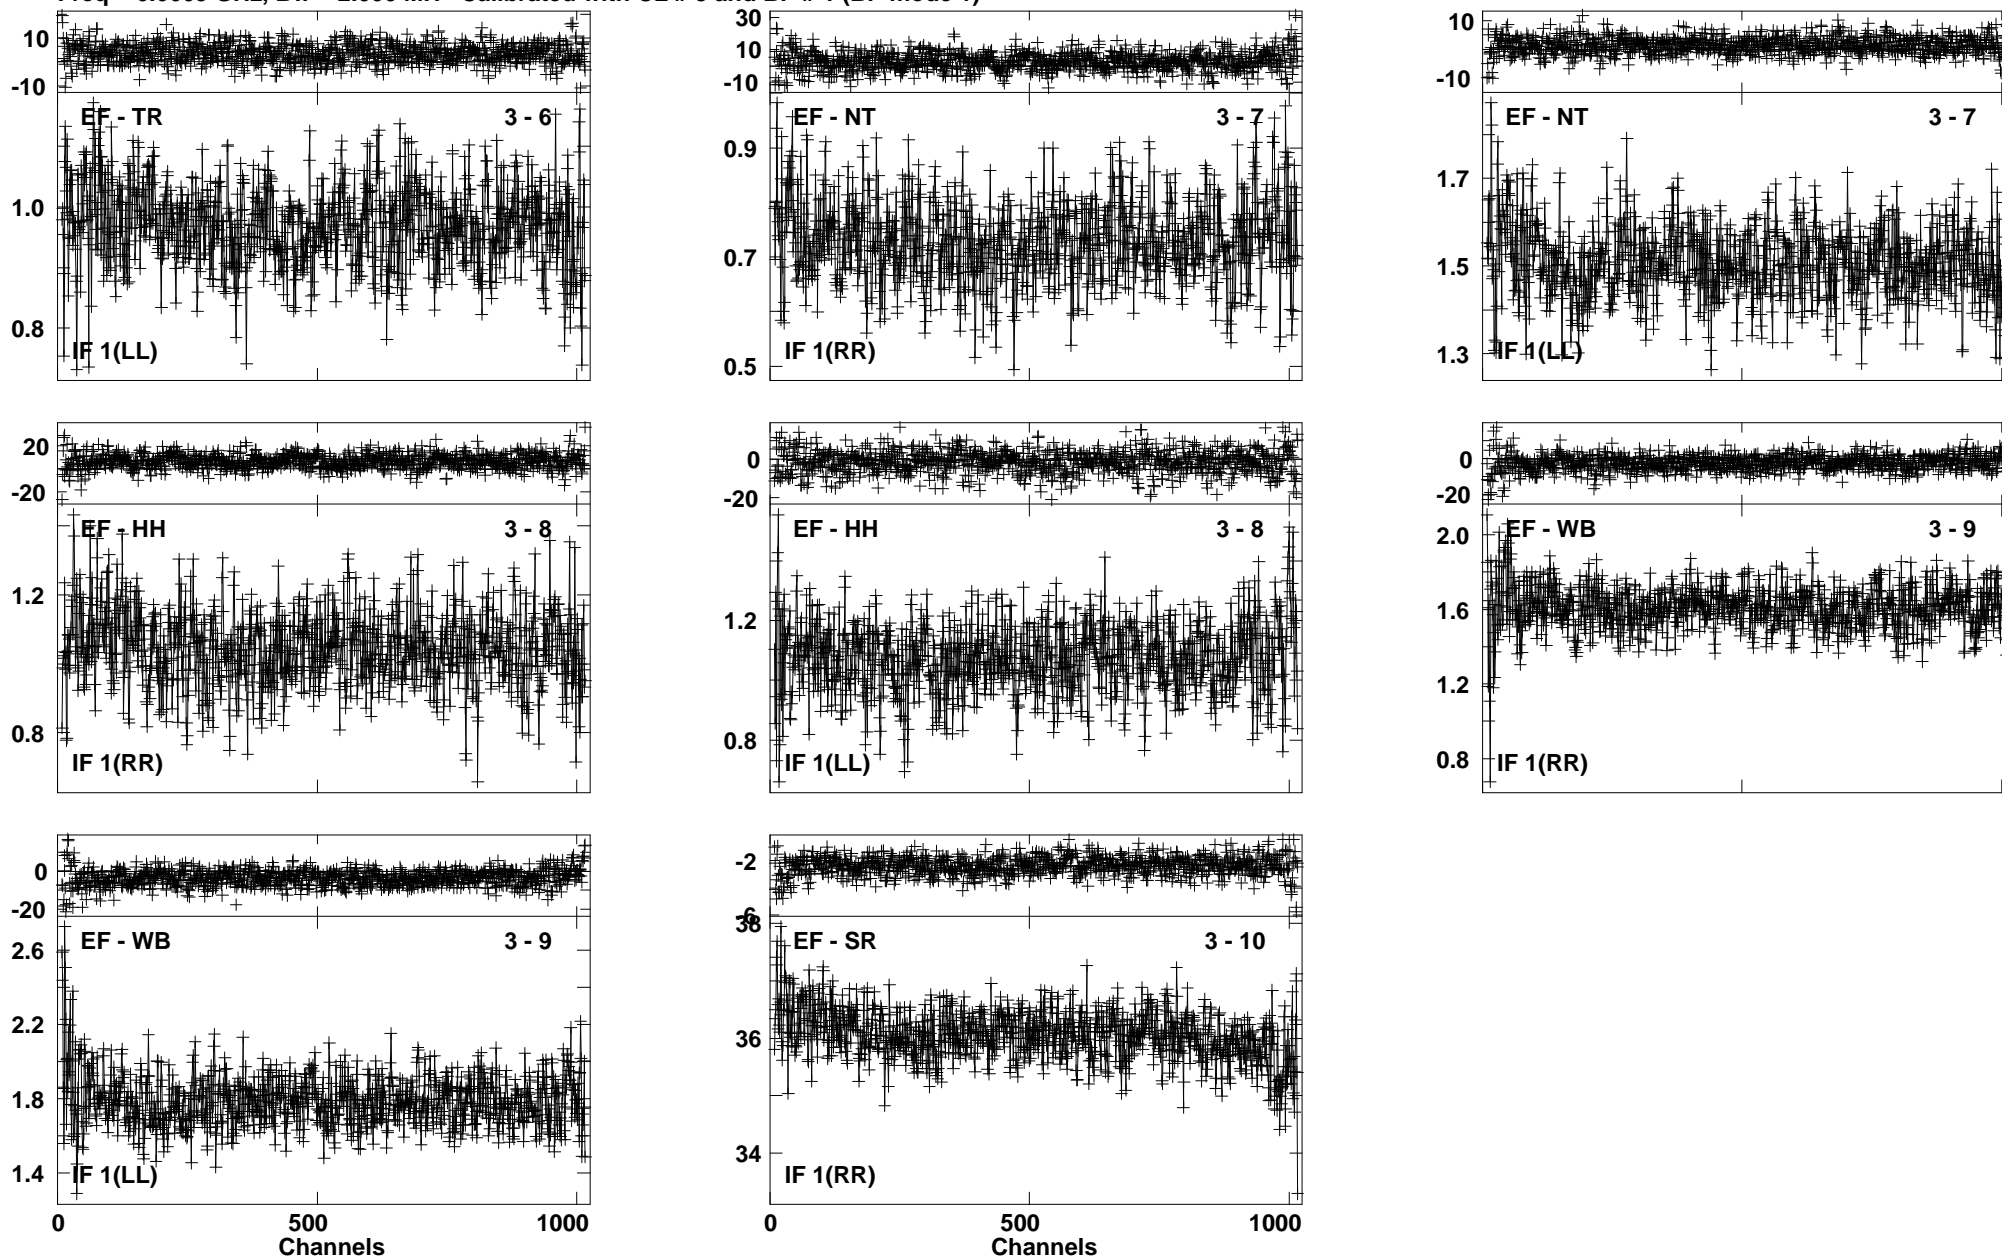 10
-10
EF - TR 3 - 6
1.0
0.8
IF 1(LL)
30
10
-10
EF - NT 3 - 7
0.9
0.7
0.5
IF 1(RR)
10
-10
EF - NT 3 - 7
1.7
1.5
1.3
IF 1(LL)
20
-20
EF - HH 3 - 8
1.2
0.8
IF 1(RR)
0
-20
EF - HH 3 - 8
1.2
0.8
IF 1(LL)
0
-20
EF - WB 3 - 9
2.0
1.6
1.2
0.8
IF 1(RR)
0
-20
EF - WB 3 - 9
2.6
2.2
1.8
1.4
IF 1(LL)
0 500 1000
Channels
-2
-6
38
EF - SR 3 - 10
36
34
IF 1(RR)
0 500 1000
Channels